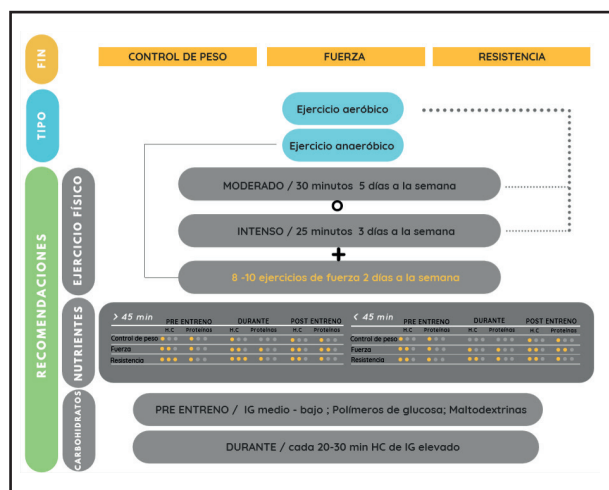 FIN
CONTROL DE PESO
FUERZA
RESISTENCIA
TIPO
Ejercicio aeróbico
Ejercicio anaeróbico
RECOMENDACIONES
EJERCICIO FÍSICO
MODERADO / 30 minutos 5 días a la semana
O
INTENSO / 25 minutos 3 días a la semana
+
8 -10 ejercicios de fuerza 2 días a la semana
NUTRIENTES
> 45 min
PRE ENTRENO DURANTE POST ENTRENO
H.C Proteínas H.C Proteínas H.C Proteínas
Control de peso
Fuerza
Resistencia
< 45 min
PRE ENTRENO DURANTE POST ENTRENO
H.C Proteínas H.C Proteínas H.C Proteínas
Control de peso
Fuerza
Resistencia
CARBOHIDRATOS
PRE ENTRENO / IG medio - bajo ; Polímeros de glucosa; Maltodextrinas
DURANTE / cada 20-30 min HC de IG elevado